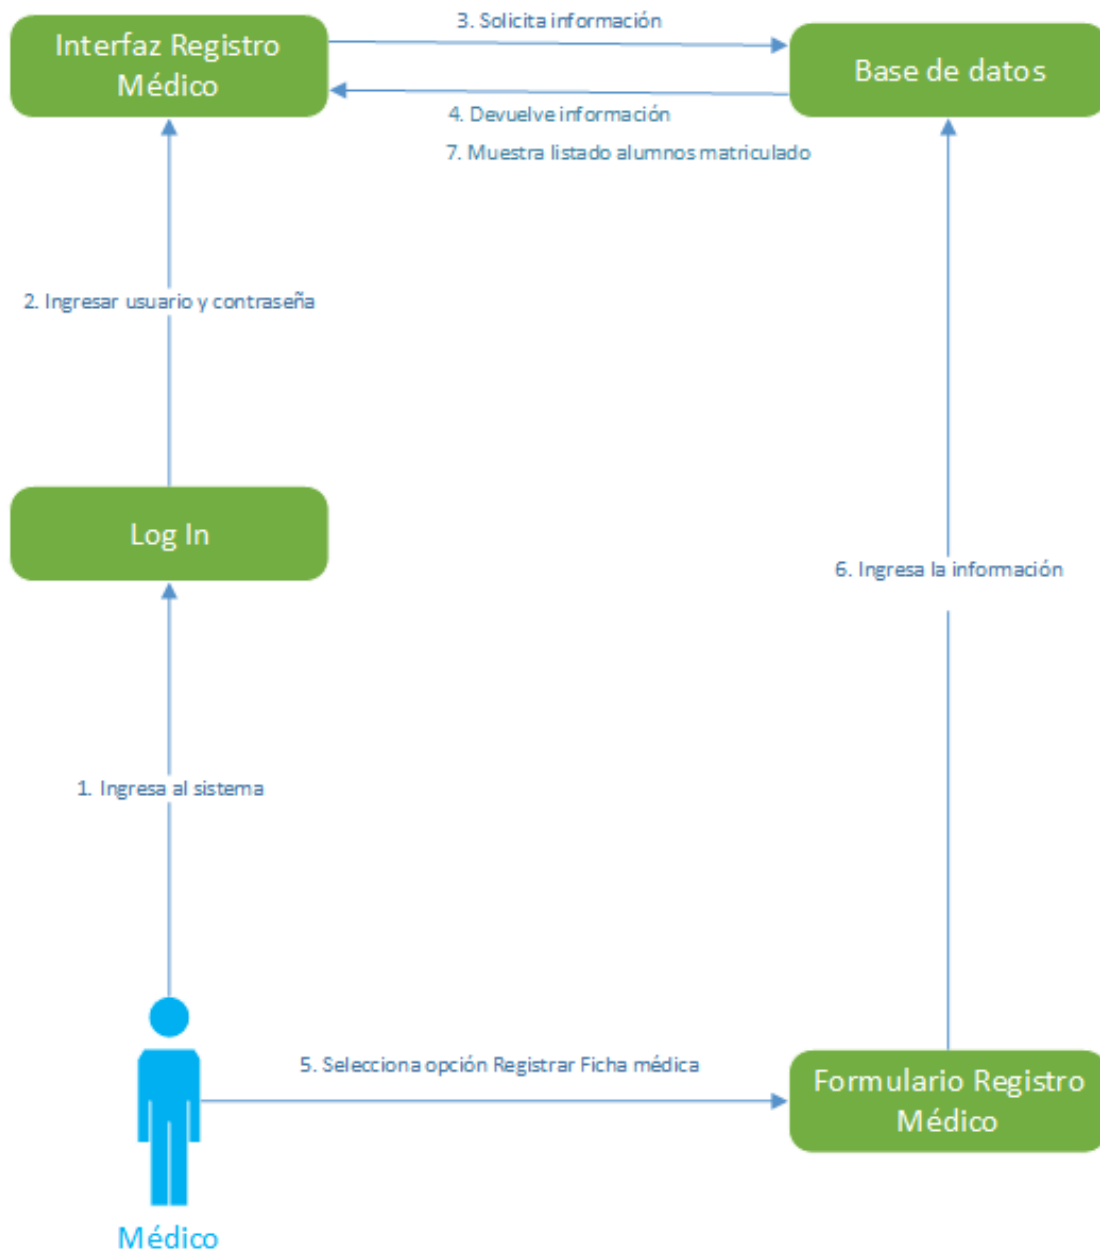 3. Solicita información
Interfaz Registro
Médico
Base de datos
4. Devuelve información
7. Muestra listado alumnos matriculado
2. Ingresar usuario y contraseña
Log In
6. Ingresa la información
1. Ingresa al sistema
5. Selecciona opción Registrar Ficha médica
Formulario Registro
Médico
Médico